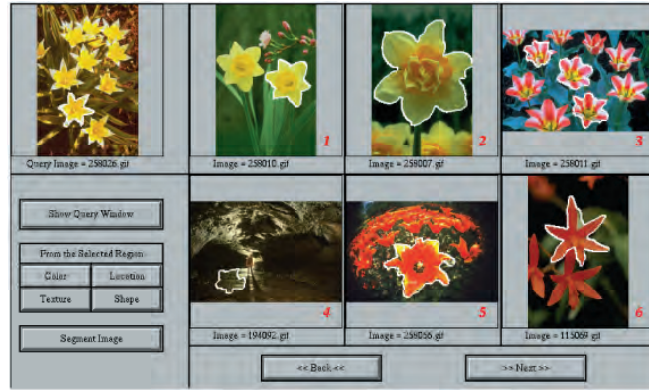 1
2
3
Query Image = 258026.gif
Image = 258010.gif
Image = 258007.gif
Image = 258011.gif
Show Query Window
From the Selected Region
Color
Location
Texture
Shape
Segment Image
4
5
6
Image = 194092.gif
Image = 258056.gif
Image = 115069.gif
<< Back <<
>> Next >>